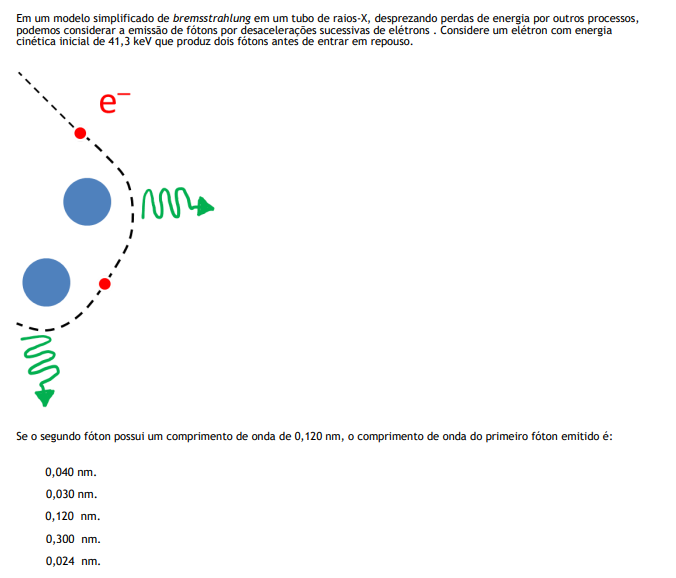 Em um modelo simplificado de bremsstrahlung em um tubo de raios-X, desprezando perdas de energia por outros processos,
podemos considerar a emissão de fótons por desacelerações sucessivas de elétrons . Considere um elétron com energia
cinética inicial de 41,3 keV que produz dois fótons antes de entrar em repouso.
e⁻
Se o segundo fóton possui um comprimento de onda de 0,120 nm, o comprimento de onda do primeiro fóton emitido é:
0,040 nm.
0,030 nm.
0,120 nm.
0,300 nm.
0,024 nm.